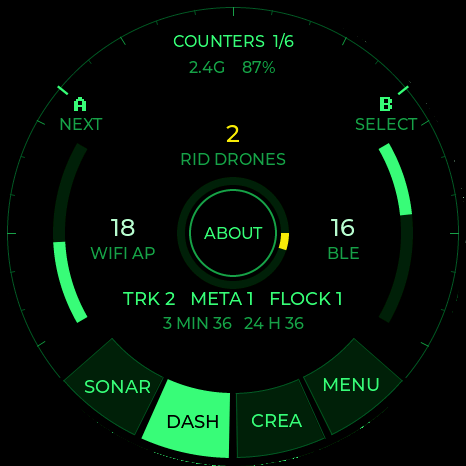 COUNTERS 1/6
2.4G 87%
A
NEXT
B
SELECT
2
RID DRONES
18
WIFI AP
ABOUT
16
BLE
TRK 2 META 1 FLOCK 1
3 MIN 36 24 H 36
SONAR
DASH
CREA
MENU